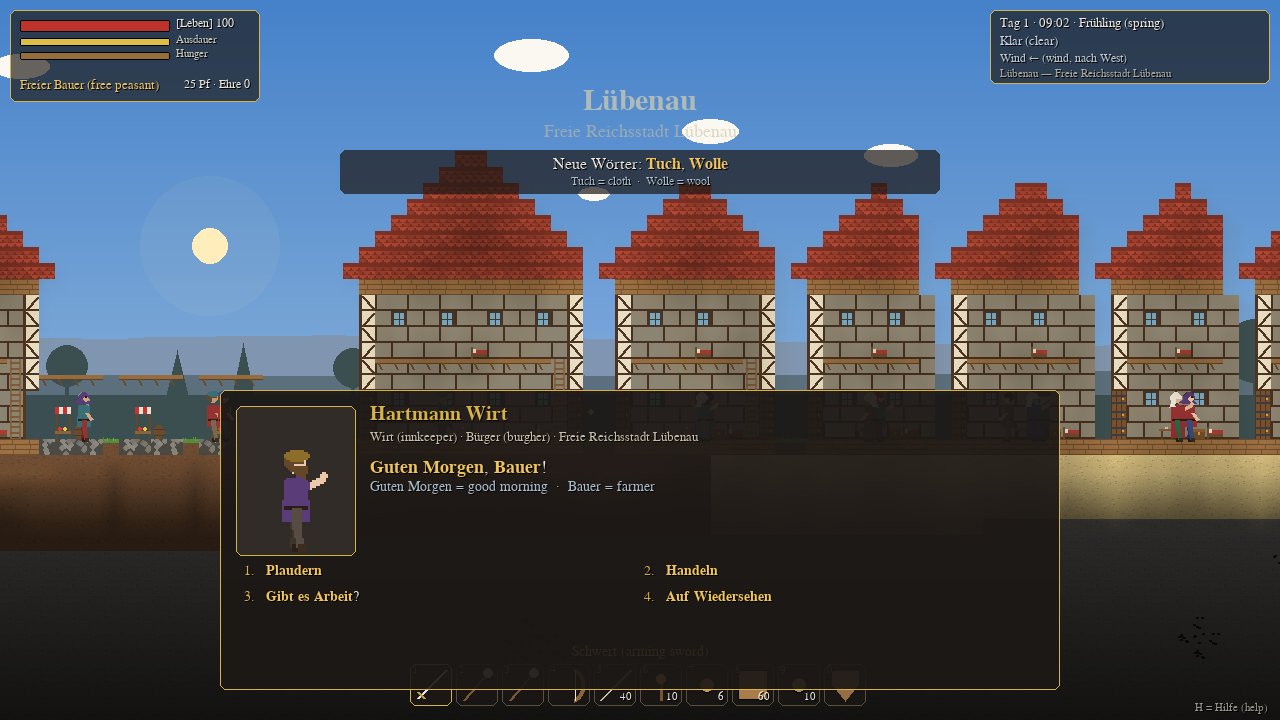 [Leben] 100
Ausdauer
Hunger
Freier Bauer (free peasant) 25 Pf · Ehre 0
Tag 1 · 09:02 · Frühling (spring)
Klar (clear)
Wind ← (wind, nach West)
Lübenau — Freie Reichsstadt Lübenau
Lübenau
Freie Reichsstadt Lübenau
Neue Wörter: Tuch, Wolle
Tuch = cloth · Wolle = wool
Hartmann Wirt
Wirt (innkeeper) · Bürger (burgher) · Freie Reichsstadt Lübenau
Guten Morgen, Bauer!
Guten Morgen = good morning · Bauer = farmer
1. Plaudern
2. Handeln
3. Gibt es Arbeit?
4. Auf Wiedersehen
Schwert (arming sword)
40 10 6 60 10
H = Hilfe (help)